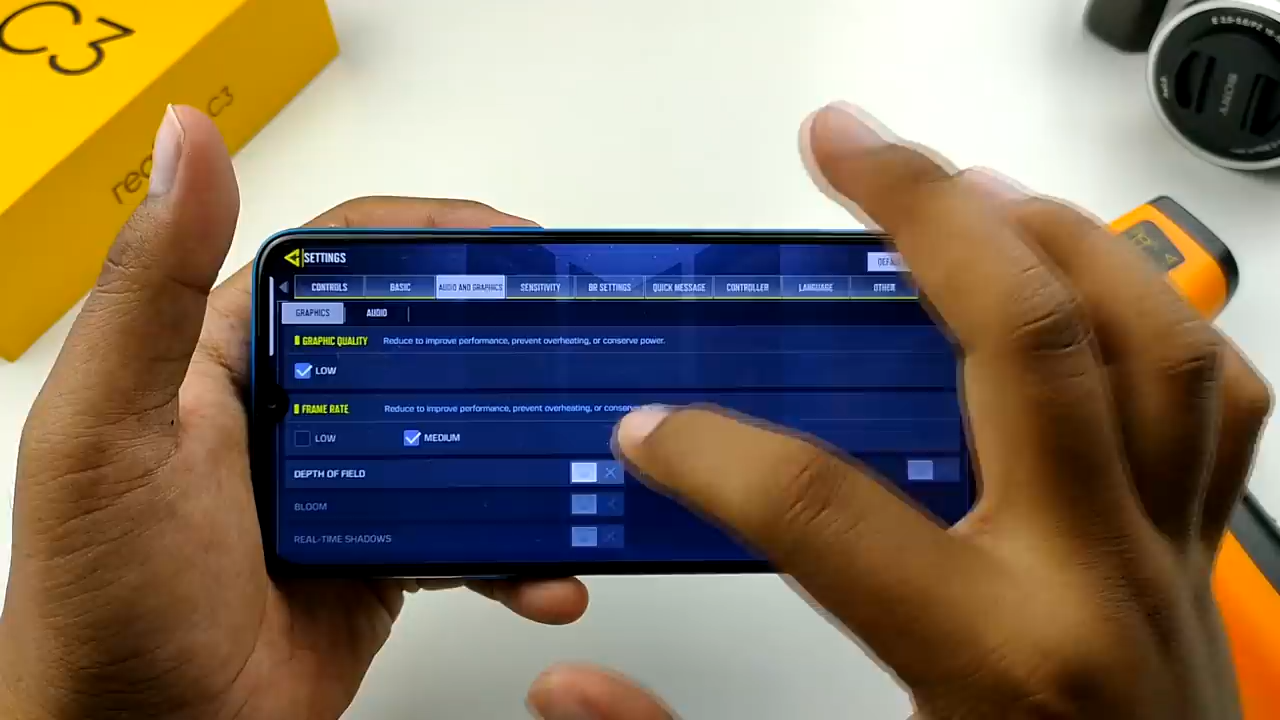 C3
C3
SETTINGS
CONTROLS BASIC AUDIO AND GRAPHICS SENSITIVITY BR SETTINGS QUICK MESSAGE CONTROLLER LANGUAGE OTHER
GRAPHICS AUDIO
GRAPHIC QUALITY Reduce to improve performance, prevent overheating, or conserve power.
LOW
FRAME RATE Reduce to improve performance, prevent overheating, or
LOW MEDIUM
DEPTH OF FIELD
BLOOM
REAL-TIME SHADOWS
SONY